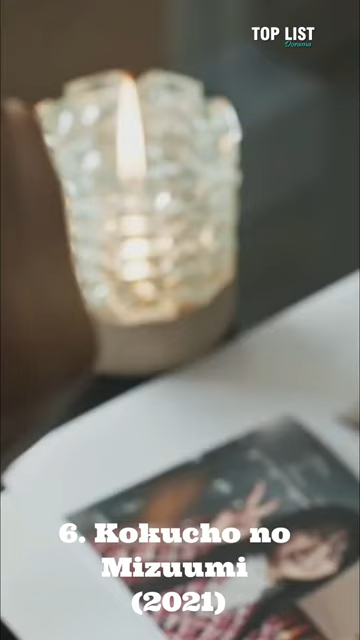 TOP LIST
Dorama
6. Kokucho no
Mizuumi
(2021)